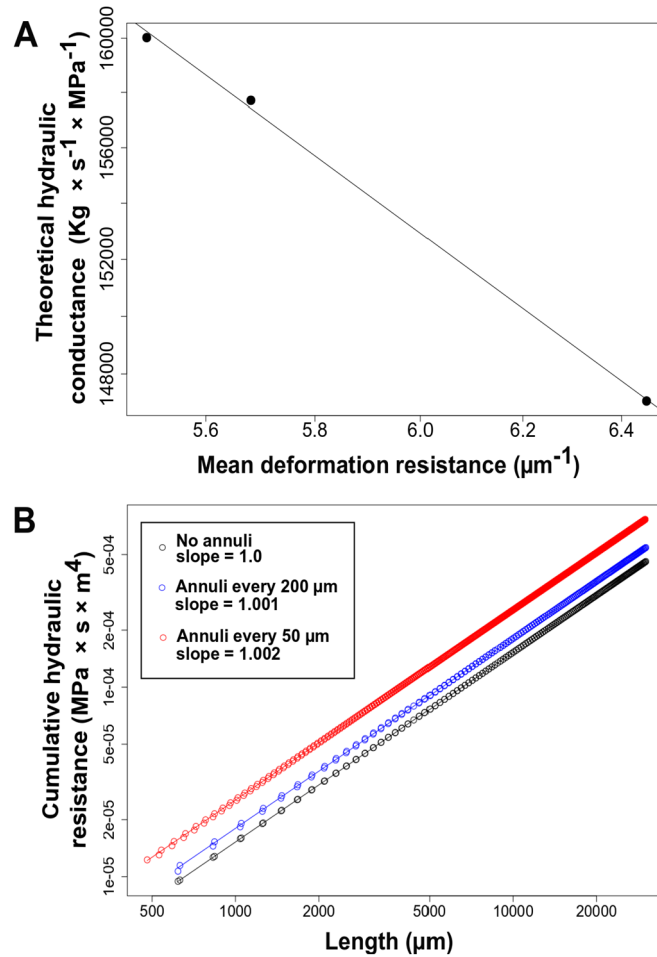 A
Theoretical hydraulic
conductance (Kg × s-1 × MPa-1)
160000
156000
152000
148000
5.6
5.8
6.0
6.2
6.4
Mean deformation resistance (µm-1)
B
No annuli
slope = 1.0
Annuli every 200 µm
slope = 1.001
Annuli every 50 µm
slope = 1.002
Cumulative hydraulic
resistance (MPa × s × m4)
5e-04
2e-04
1e-04
5e-05
2e-05
1e-05
500
1000
2000
5000
10000
20000
Length (µm)